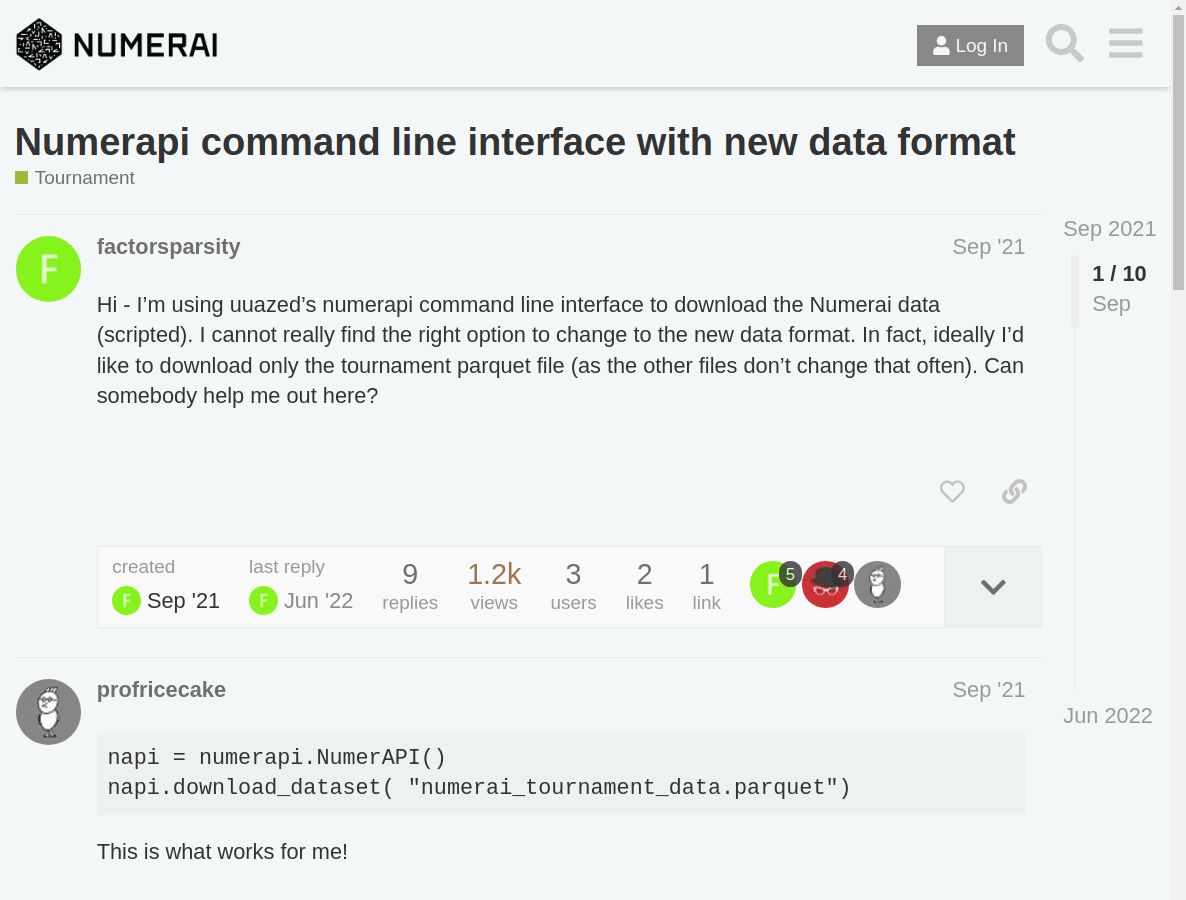 NUMERAI
Log In
Numerapi command line interface with new data format
Tournament
factorsparsity
Sep '21
Sep 2021
1 / 10
Sep
Hi - I’m using uuazed’s numerapi command line interface to download the Numerai data
(scripted). I cannot really find the right option to change to the new data format. In fact, ideally I’d
like to download only the tournament parquet file (as the other files don’t change that often). Can
somebody help me out here?
created
F Sep '21
last reply
F Jun '22
9
replies
1.2k
views
3
users
2
likes
1
link
F 5
4
profricecake
Sep '21
Jun 2022
napi = numerapi.NumerAPI()
napi.download_dataset( "numerai_tournament_data.parquet")
This is what works for me!